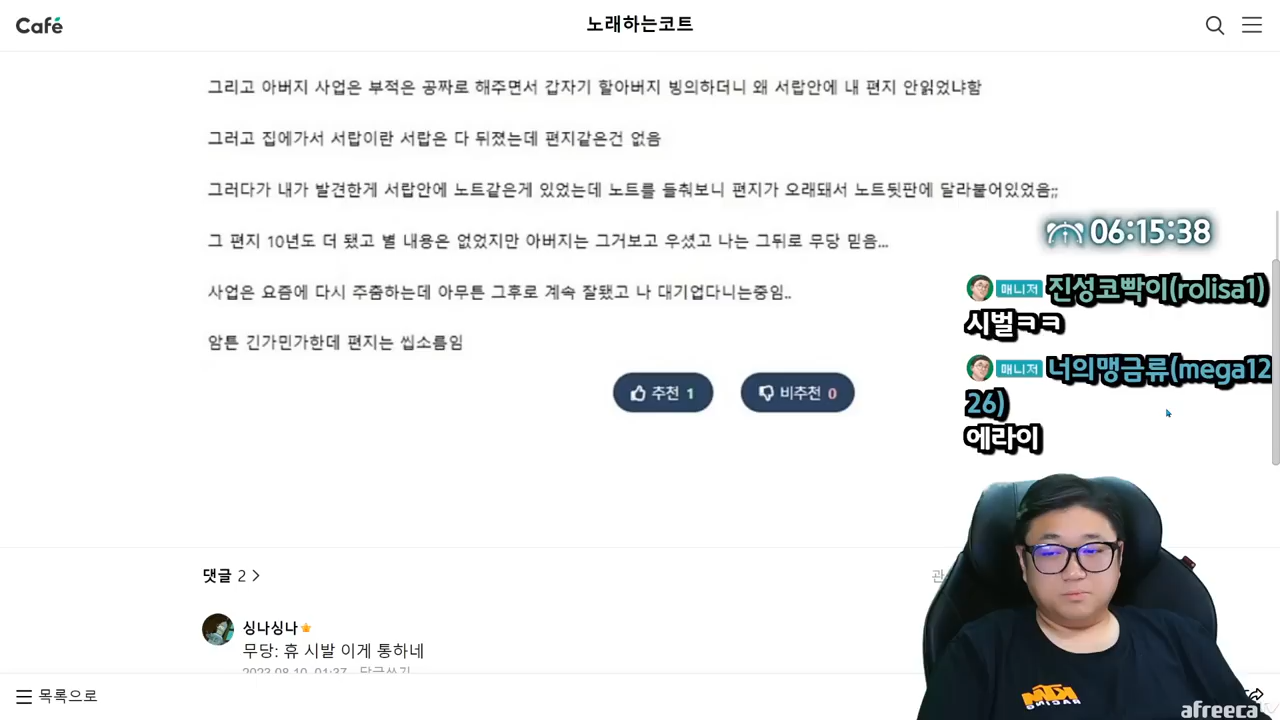 Café
노래하는코트
그리고 아버지 사업은 부적은 공짜로 해주면서 갑자기 할아버지 빙의하더니 왜 서랍안에 내 편지 안읽었냐함
그러고 집에가서 서랍이란 서랍은 다 뒤졌는데 편지같은건 없음
그러다가 내가 발견한게 서랍안에 노트같은게 있었는데 노트를 들춰보니 편지가 오래돼서 노트뒷판에 달라붙어있었음;;
06:15:38
그 편지 10년도 더 됐고 별 내용은 없었지만 아버지는 그거보고 우셨고 나는 그뒤로 무당 믿음...
매니저 진성코빡이(rolisa1)
사업은 요즘에 다시 주춤하는데 아무튼 그후로 계속 잘됐고 나 대기업다니는중임..
시벌ㅋㅋ
암튼 긴가민가한데 편지는 씹소름임
매니저 너의맹금류(mega12
26)
에라이
추천 1
비추천 0
댓글 2
관
싱나싱나
무당: 휴 시발 이게 통하네
2023.08.10. 01:37 답글쓰기
목록으로
KTM
RACING
afreecaTV